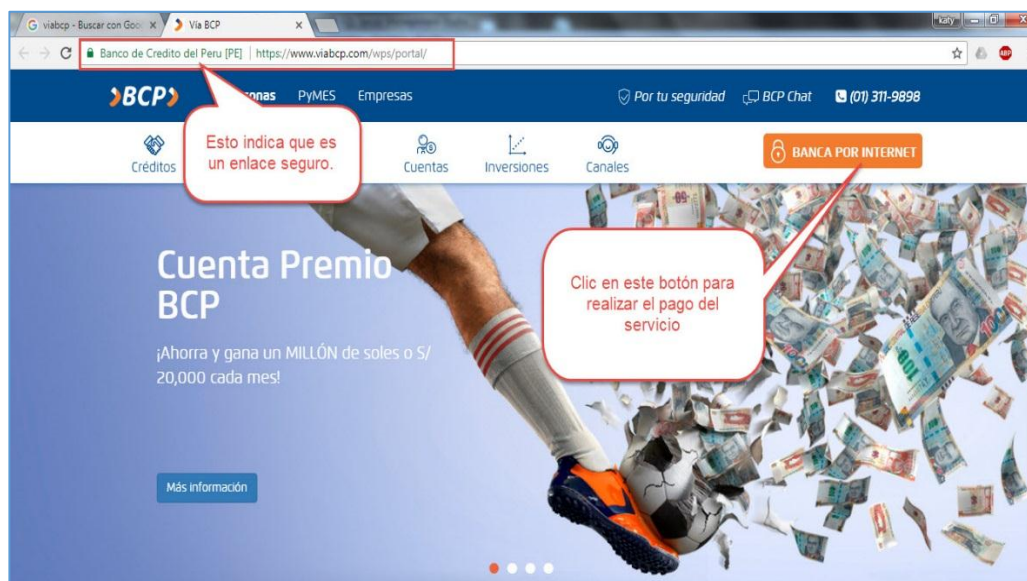 viabcp - Buscar con Goo
Vía BCP
katy
Banco de Credito del Peru [PE] https://www.viabcp.com/wps/portal/
ABP
BCP
PyMES
Empresas
Por tu seguridad
BCP Chat
(01) 311-9898
Créditos
Cuentas
Inversiones
Canales
BANCA POR INTERNET
Esto indica que es
un enlace seguro.
Cuenta Premio
BCP
¡Ahorra y gana un MILLÓN de soles o S/
20,000 cada mes!
Más información
Clic en este botón para
realizar el pago del
servicio